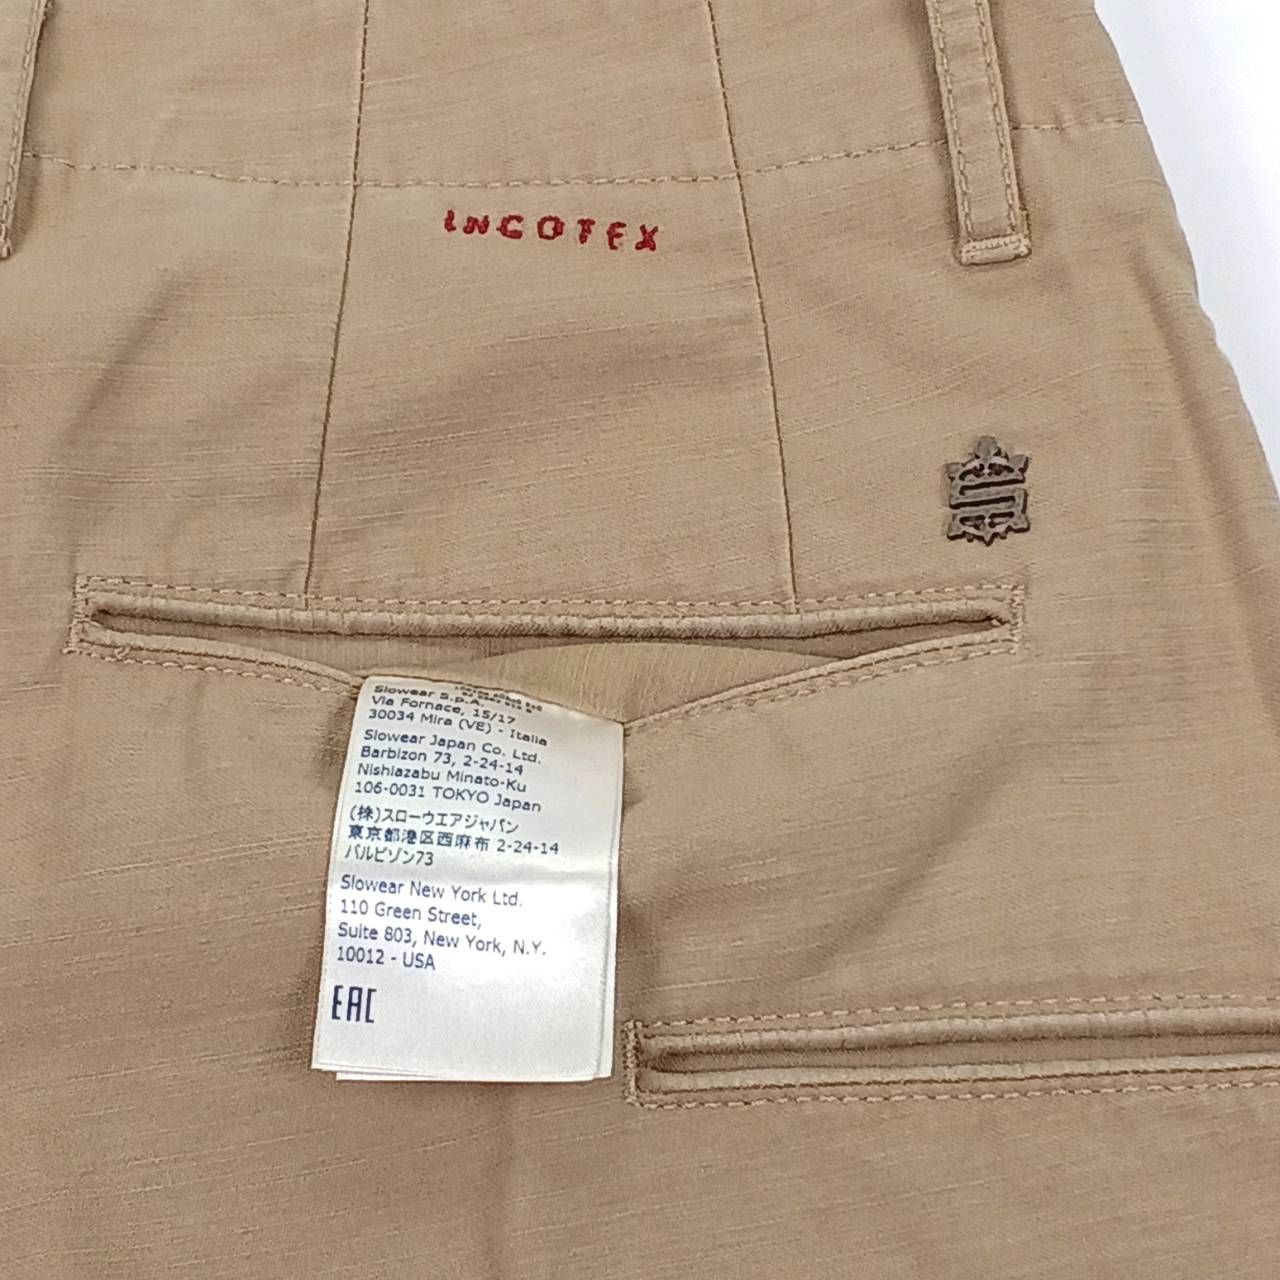 INCOTEX
Slowear S.p.A.
Via Fornace, 15/17
30034 Mira (VE) - Italia
Slowear Japan Co. Ltd.
Barbizon 73, 2-24-14
Nishiazabu Minato-Ku
106-0031 TOKYO Japan
(株)スローウエアジャパン
東京都港区西麻布 2-24-14
バルビゾン73
Slowear New York Ltd.
110 Green Street,
Suite 803, New York, N.Y.
10012 - USA
EAC